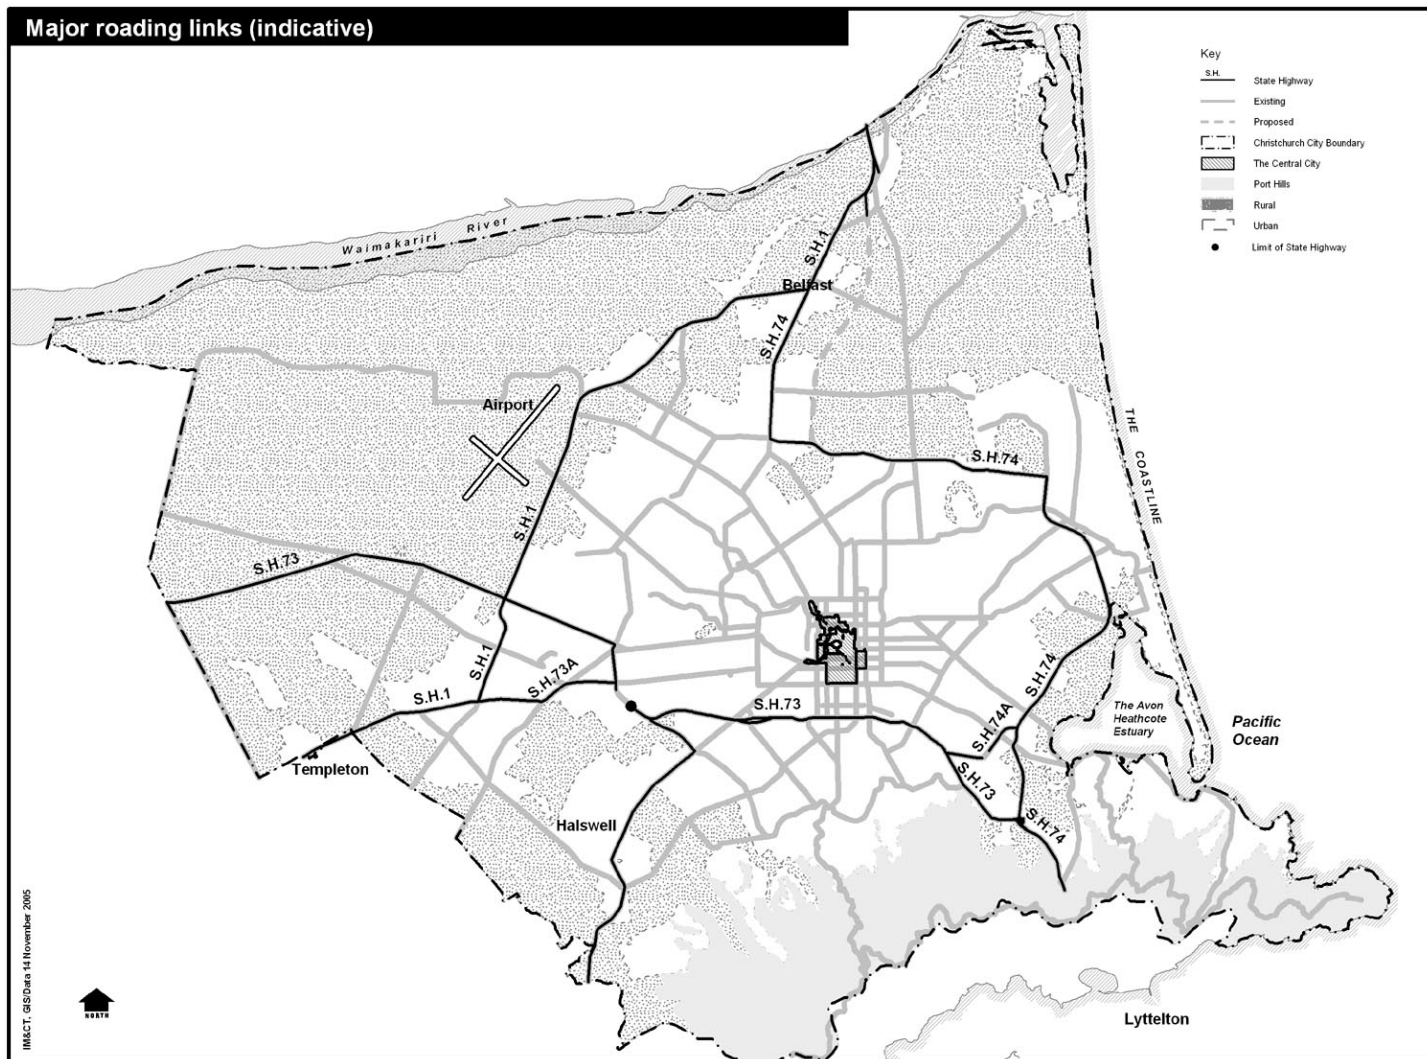 Major roading links (indicative)
Key
S.H.
State Highway
Existing
Proposed
Christchurch City Boundary
The Central City
Port Hills
Rural
Urban
Limit of State Highway
Waimakariri River
S.H.1
Belfast
S.H.74
Airport
THE COASTLINE
S.H.74
S.H.1
S.H.73
S.H.1
S.H.73A
S.H.1
S.H.73
S.H.74
S.H.74A
The Avon
Heathcote
Estuary
Pacific
Ocean
Templeton
S.H.73
Halswell
S.H.74
IM&CT, GIS/Data 14 November 2005
NORTH
Lyttelton